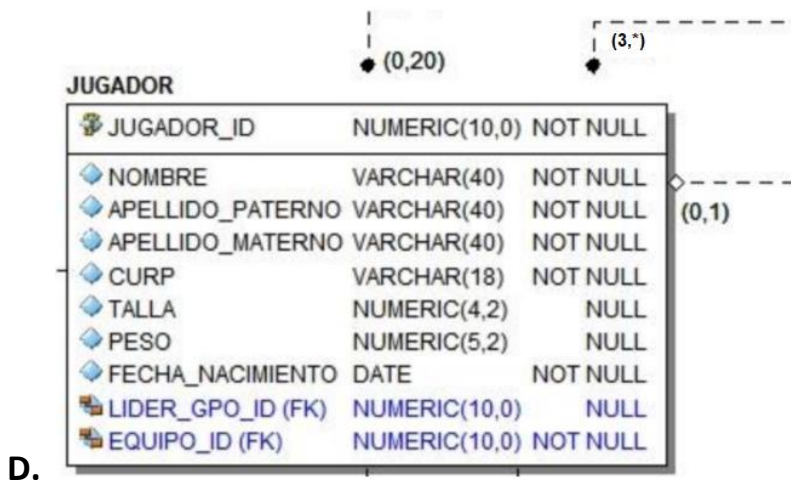 (3,*)
(0,20)
JUGADOR
JUGADOR_ID NUMERIC(10,0) NOT NULL
NOMBRE VARCHAR(40) NOT NULL
APELLIDO_PATERNO VARCHAR(40) NOT NULL
(0,1)
APELLIDO_MATERNO VARCHAR(40) NOT NULL
CURP VARCHAR(18) NOT NULL
TALLA NUMERIC(4,2) NULL
PESO NUMERIC(5,2) NULL
FECHA_NACIMIENTO DATE NOT NULL
LIDER_GPO_ID (FK) NUMERIC(10,0) NULL
EQUIPO_ID (FK) NUMERIC(10,0) NOT NULL
D.